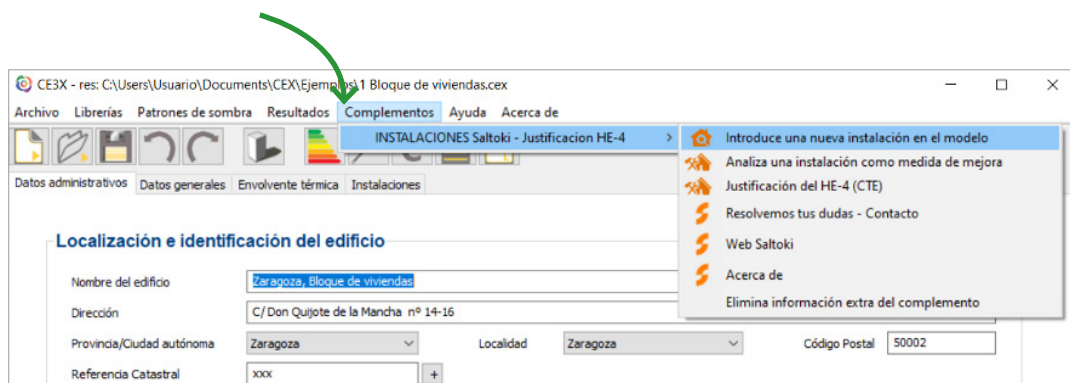 CE3X - res: C:\Users\Usuario\Documents\CEX\Ejemplos\1 Bloque de viviendas.cex
Archivo Librerías Patrones de sombra Resultados Complementos Ayuda Acerca de
INSTALACIONES Saltoki - Justificacion HE-4
Introduce una nueva instalación en el modelo
Analiza una instalación como medida de mejora
Justificación del HE-4 (CTE)
Resolvemos tus dudas - Contacto
Web Saltoki
Acerca de
Elimina información extra del complemento
Datos administrativos Datos generales Envolvente térmica Instalaciones
Localización e identificación del edificio
Nombre del edificio Zaragoza, Bloque de viviendas
Dirección C/Don Quijote de la Mancha nº 14-16
Provincia/Ciudad autónoma Zaragoza Localidad Zaragoza Código Postal 50002
Referencia Catastral xxx +